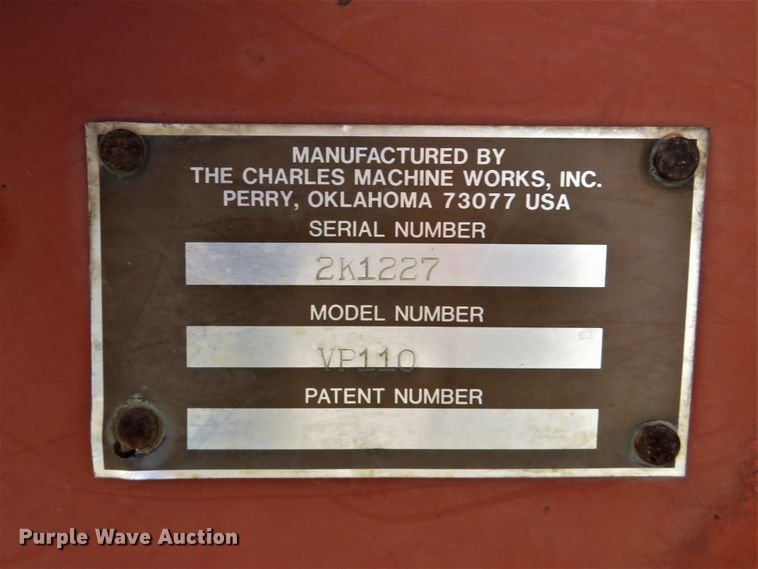 MANUFACTURED BY
THE CHARLES MACHINE WORKS, INC.
PERRY, OKLAHOMA 73077 USA
SERIAL NUMBER
2K1227
MODEL NUMBER
VP110
PATENT NUMBER
Purple Wave Auction